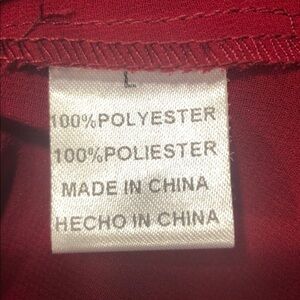 L
100%POLYESTER
100%POLIESTER
MADE IN CHINA
HECHO IN CHINA